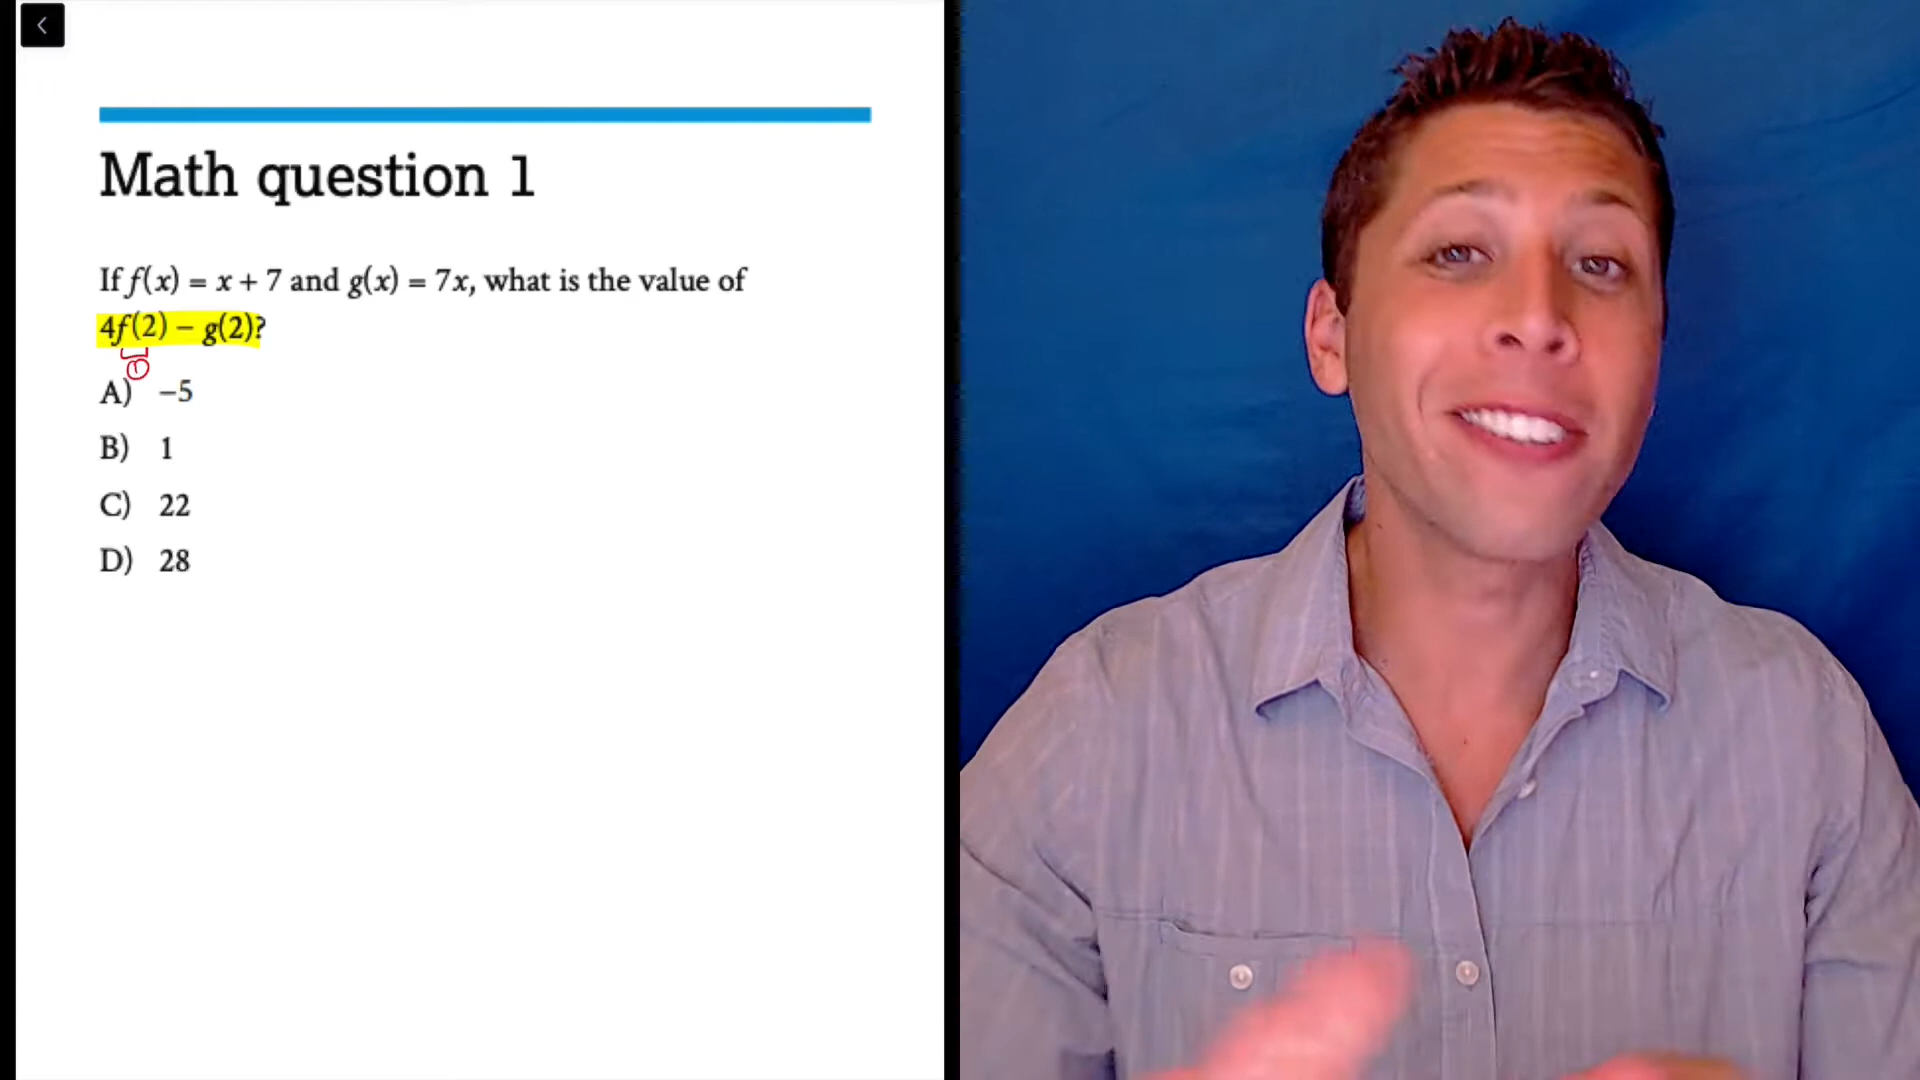 Math question 1
If f(x) = x + 7 and g(x) = 7x, what is the value of
4f(2) – g(2)?
①
A) –5
B) 1
C) 22
D) 28